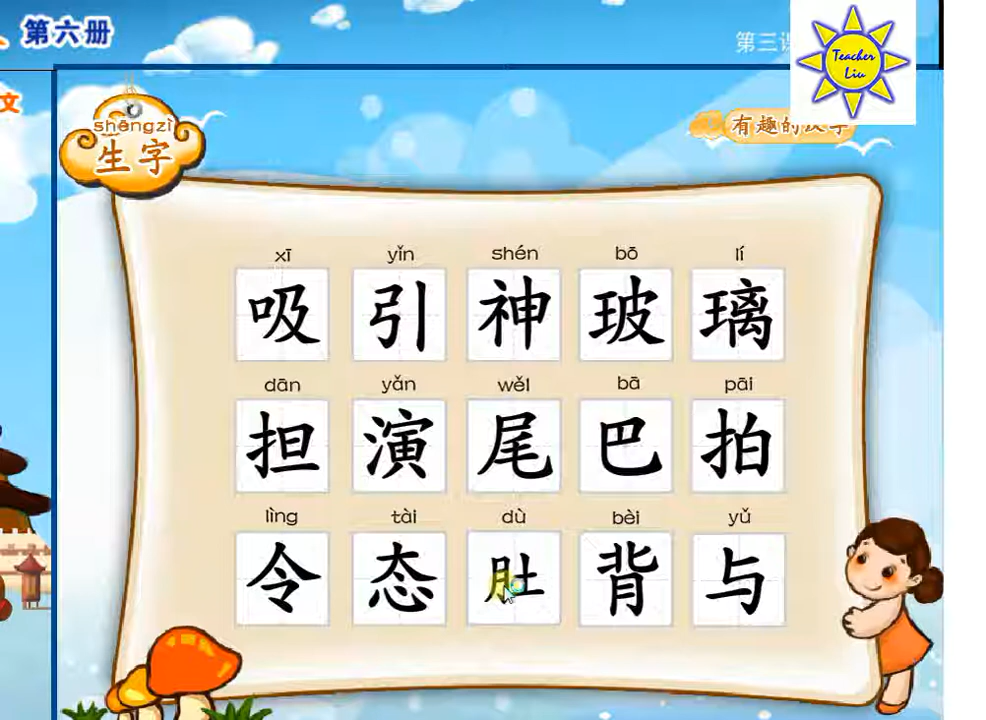 第六册
第三课
Teacher
Liu
文
shēngzì
生字
有趣的汉字
xī yǐn shén bō lí
吸 引 神 玻 璃
dān yǎn wěi bā pāi
担 演 尾 巴 拍
lìng tài dù bèi yǔ
令 态 肚 背 与